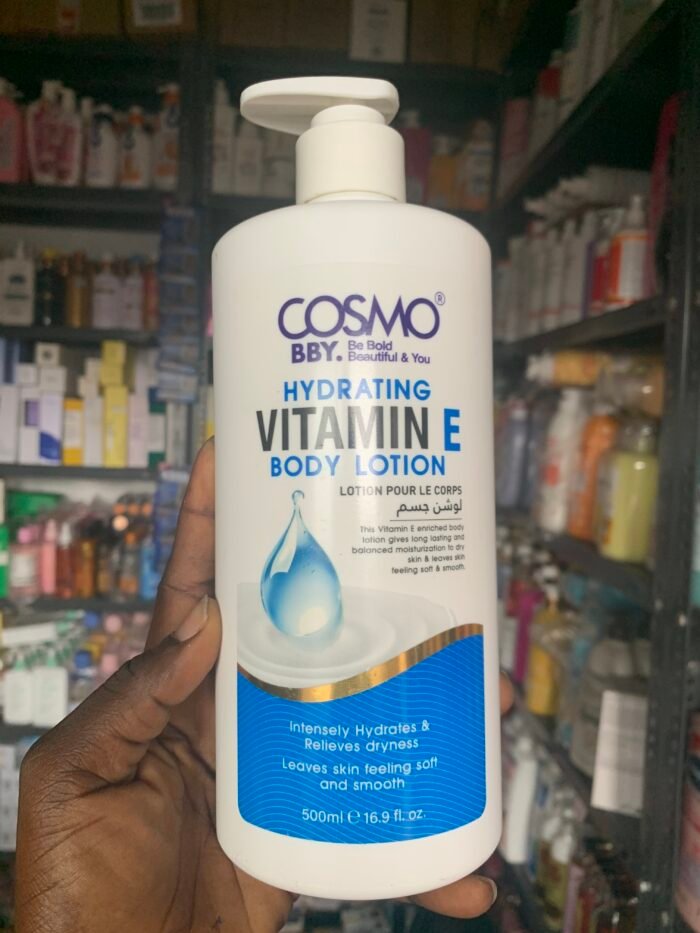 COSMO®
BBY. Be Bold
Beautiful & You
HYDRATING
VITAMIN E
BODY LOTION
LOTION POUR LE CORPS
لوشن جسم
This Vitamin E enriched body
lotion gives long lasting and
balanced moisturization to dry
skin & leaves skin
feeling soft & smooth.
Intensely Hydrates &
Relieves dryness
Leaves skin feeling soft
and smooth
500ml ℮ 16.9 fl. oz.